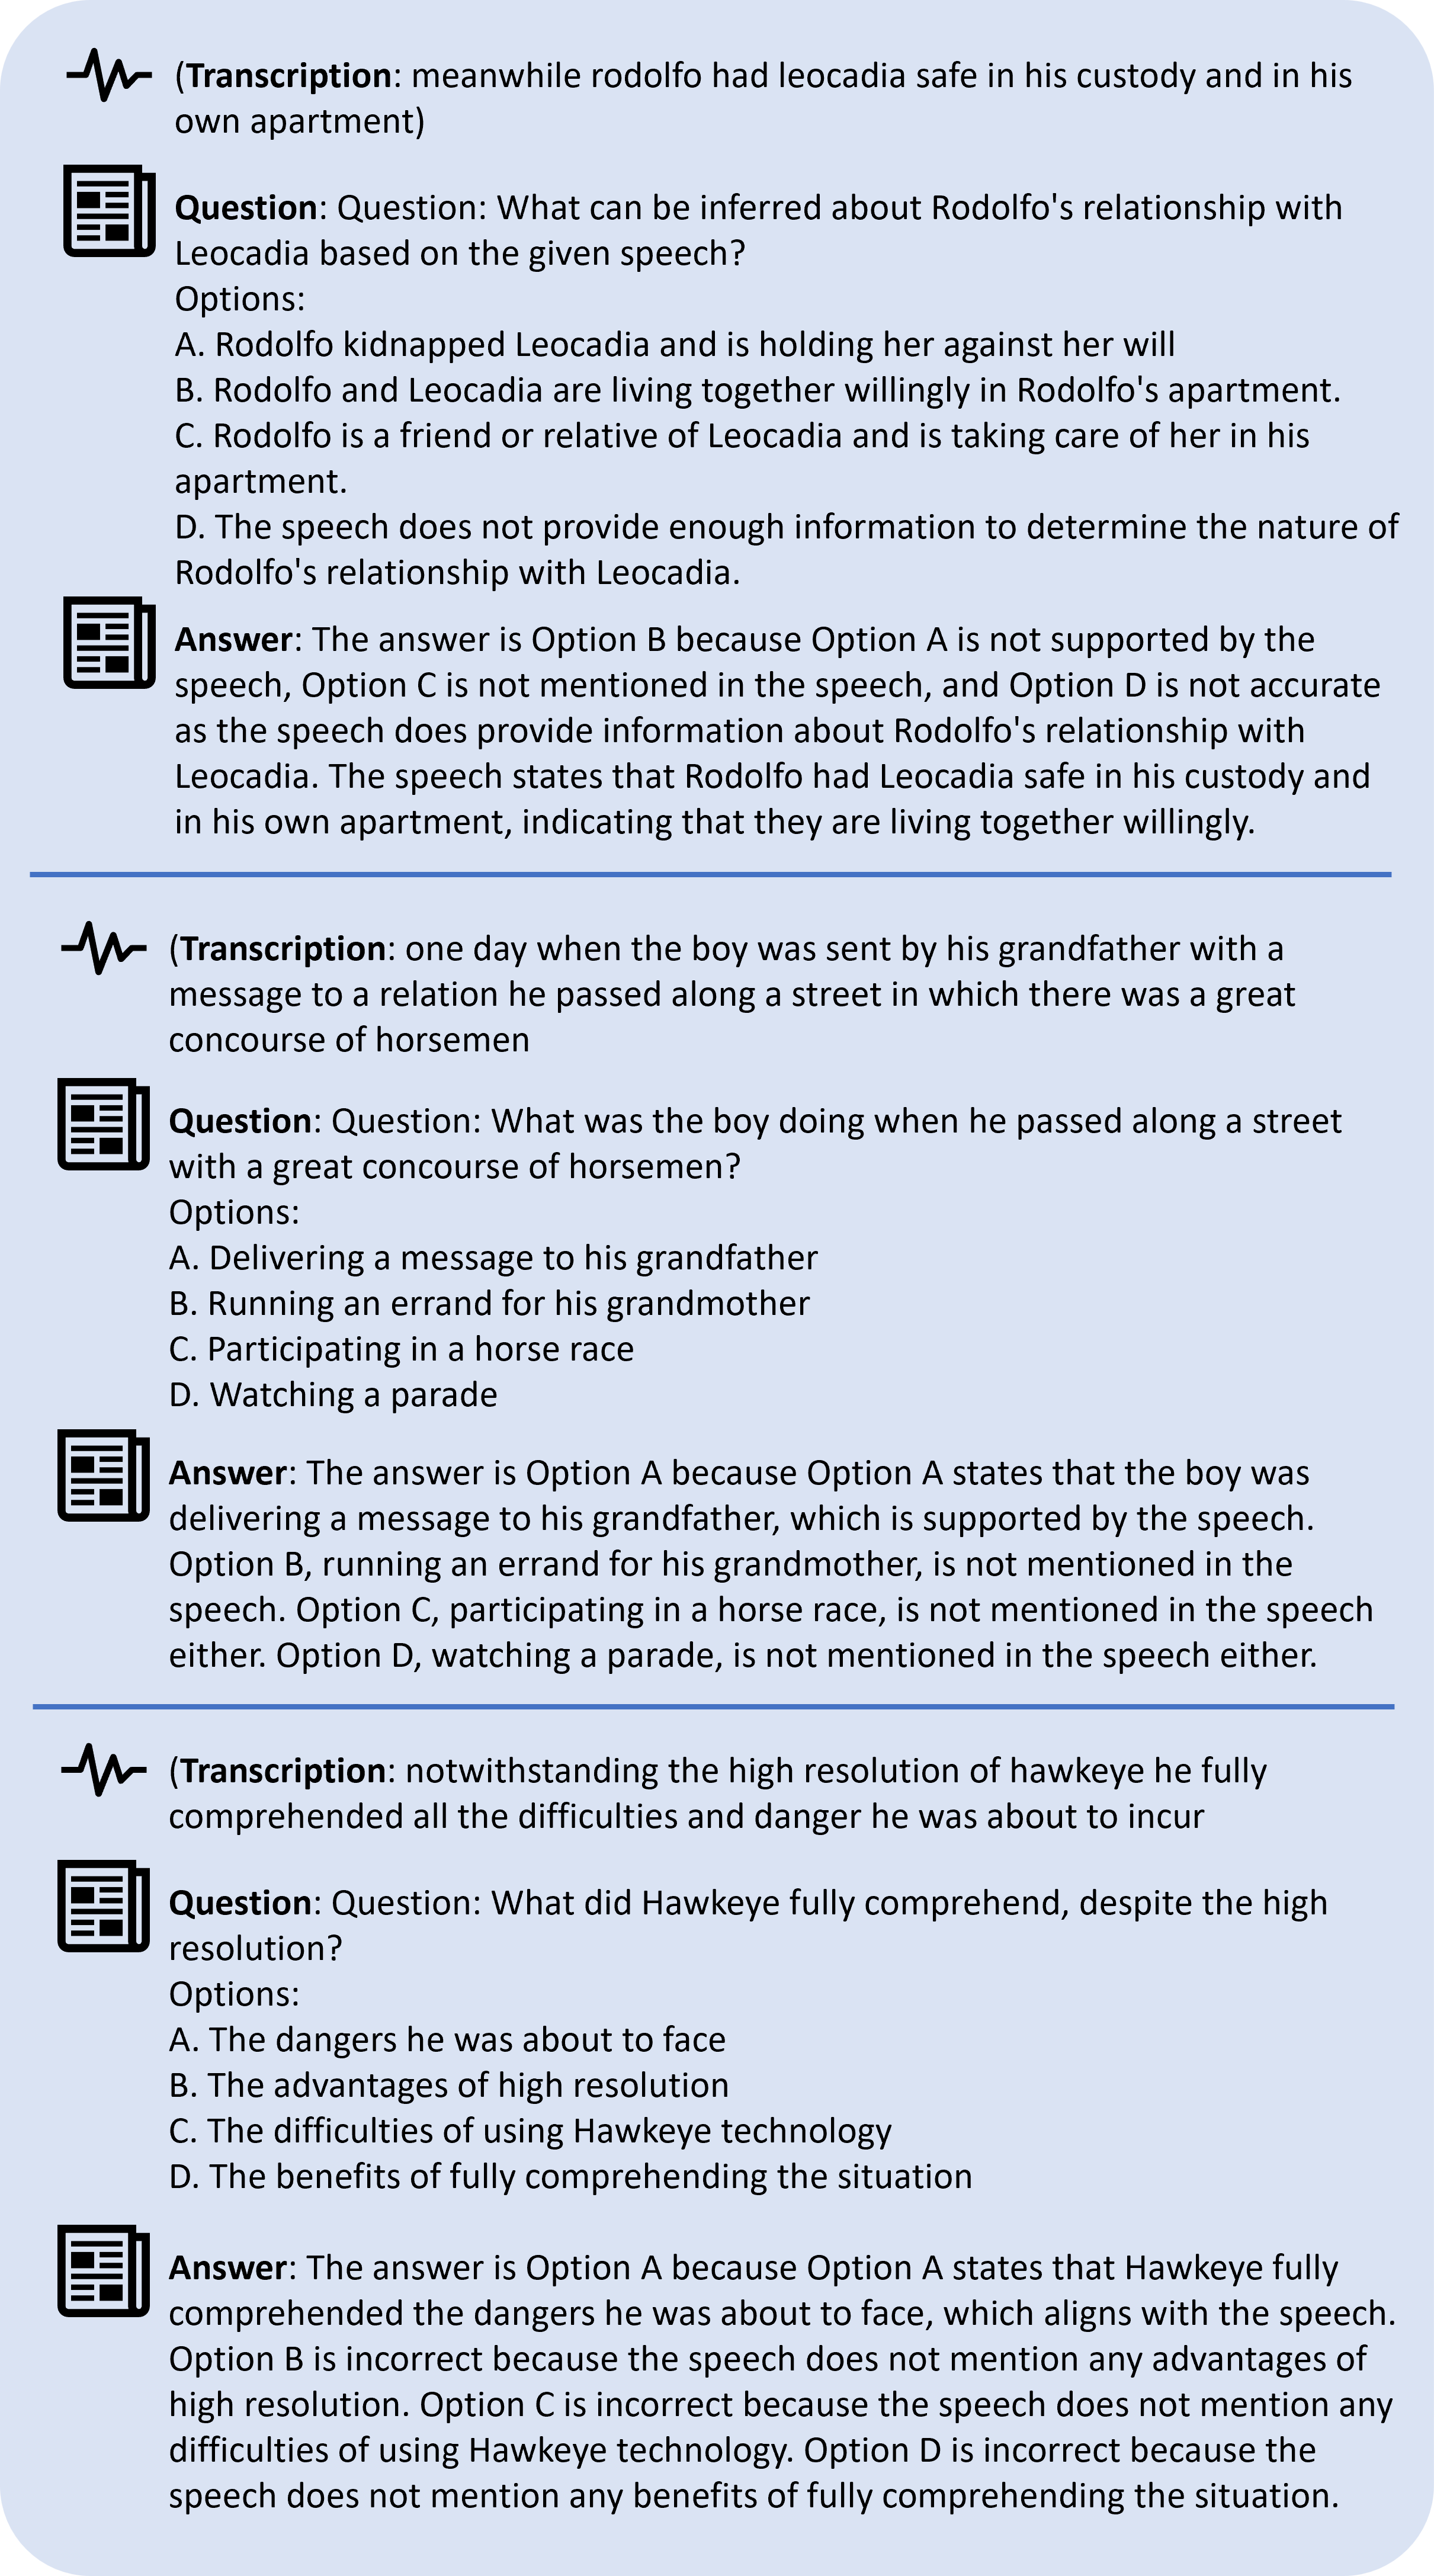 (Transcription: meanwhile rodolfo had leocadia safe in his custody and in his
own apartment)
Question: Question: What can be inferred about Rodolfo's relationship with
Leocadia based on the given speech?
Options:
A. Rodolfo kidnapped Leocadia and is holding her against her will
B. Rodolfo and Leocadia are living together willingly in Rodolfo's apartment.
C. Rodolfo is a friend or relative of Leocadia and is taking care of her in his
apartment.
D. The speech does not provide enough information to determine the nature of
Rodolfo's relationship with Leocadia.
Answer: The answer is Option B because Option A is not supported by the
speech, Option C is not mentioned in the speech, and Option D is not accurate
as the speech does provide information about Rodolfo's relationship with
Leocadia. The speech states that Rodolfo had Leocadia safe in his custody and
in his own apartment, indicating that they are living together willingly.
(Transcription: one day when the boy was sent by his grandfather with a
message to a relation he passed along a street in which there was a great
concourse of horsemen
Question: Question: What was the boy doing when he passed along a street
with a great concourse of horsemen?
Options:
A. Delivering a message to his grandfather
B. Running an errand for his grandmother
C. Participating in a horse race
D. Watching a parade
Answer: The answer is Option A because Option A states that the boy was
delivering a message to his grandfather, which is supported by the speech.
Option B, running an errand for his grandmother, is not mentioned in the
speech. Option C, participating in a horse race, is not mentioned in the speech
either. Option D, watching a parade, is not mentioned in the speech either.
(Transcription: notwithstanding the high resolution of hawkeye he fully
comprehended all the difficulties and danger he was about to incur
Question: Question: What did Hawkeye fully comprehend, despite the high
resolution?
Options:
A. The dangers he was about to face
B. The advantages of high resolution
C. The difficulties of using Hawkeye technology
D. The benefits of fully comprehending the situation
Answer: The answer is Option A because Option A states that Hawkeye fully
comprehended the dangers he was about to face, which aligns with the speech.
Option B is incorrect because the speech does not mention any advantages of
high resolution. Option C is incorrect because the speech does not mention any
difficulties of using Hawkeye technology. Option D is incorrect because the
speech does not mention any benefits of fully comprehending the situation.